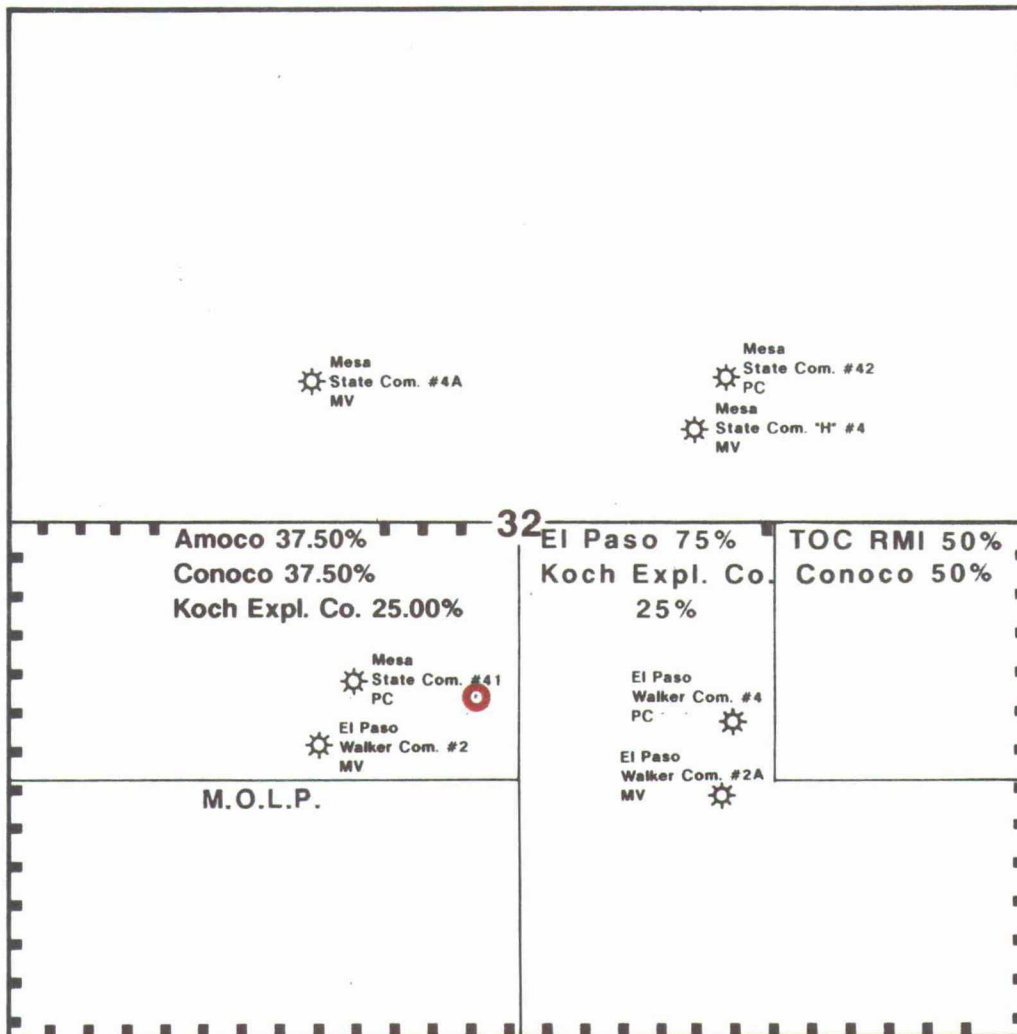 Mesa
State Com. #4A
MV
Mesa
State Com. #42
PC
Mesa
State Com. "H" #4
MV
32
Amoco 37.50%
Conoco 37.50%
Koch Expl. Co. 25.00%
El Paso 75%
Koch Expl. Co.
25%
TOC RMI 50%
Conoco 50%
Mesa
State Com. #41
PC
El Paso
Walker Com. #2
MV
El Paso
Walker Com. #4
PC
El Paso
Walker Com. #2A
MV
M.O.L.P.